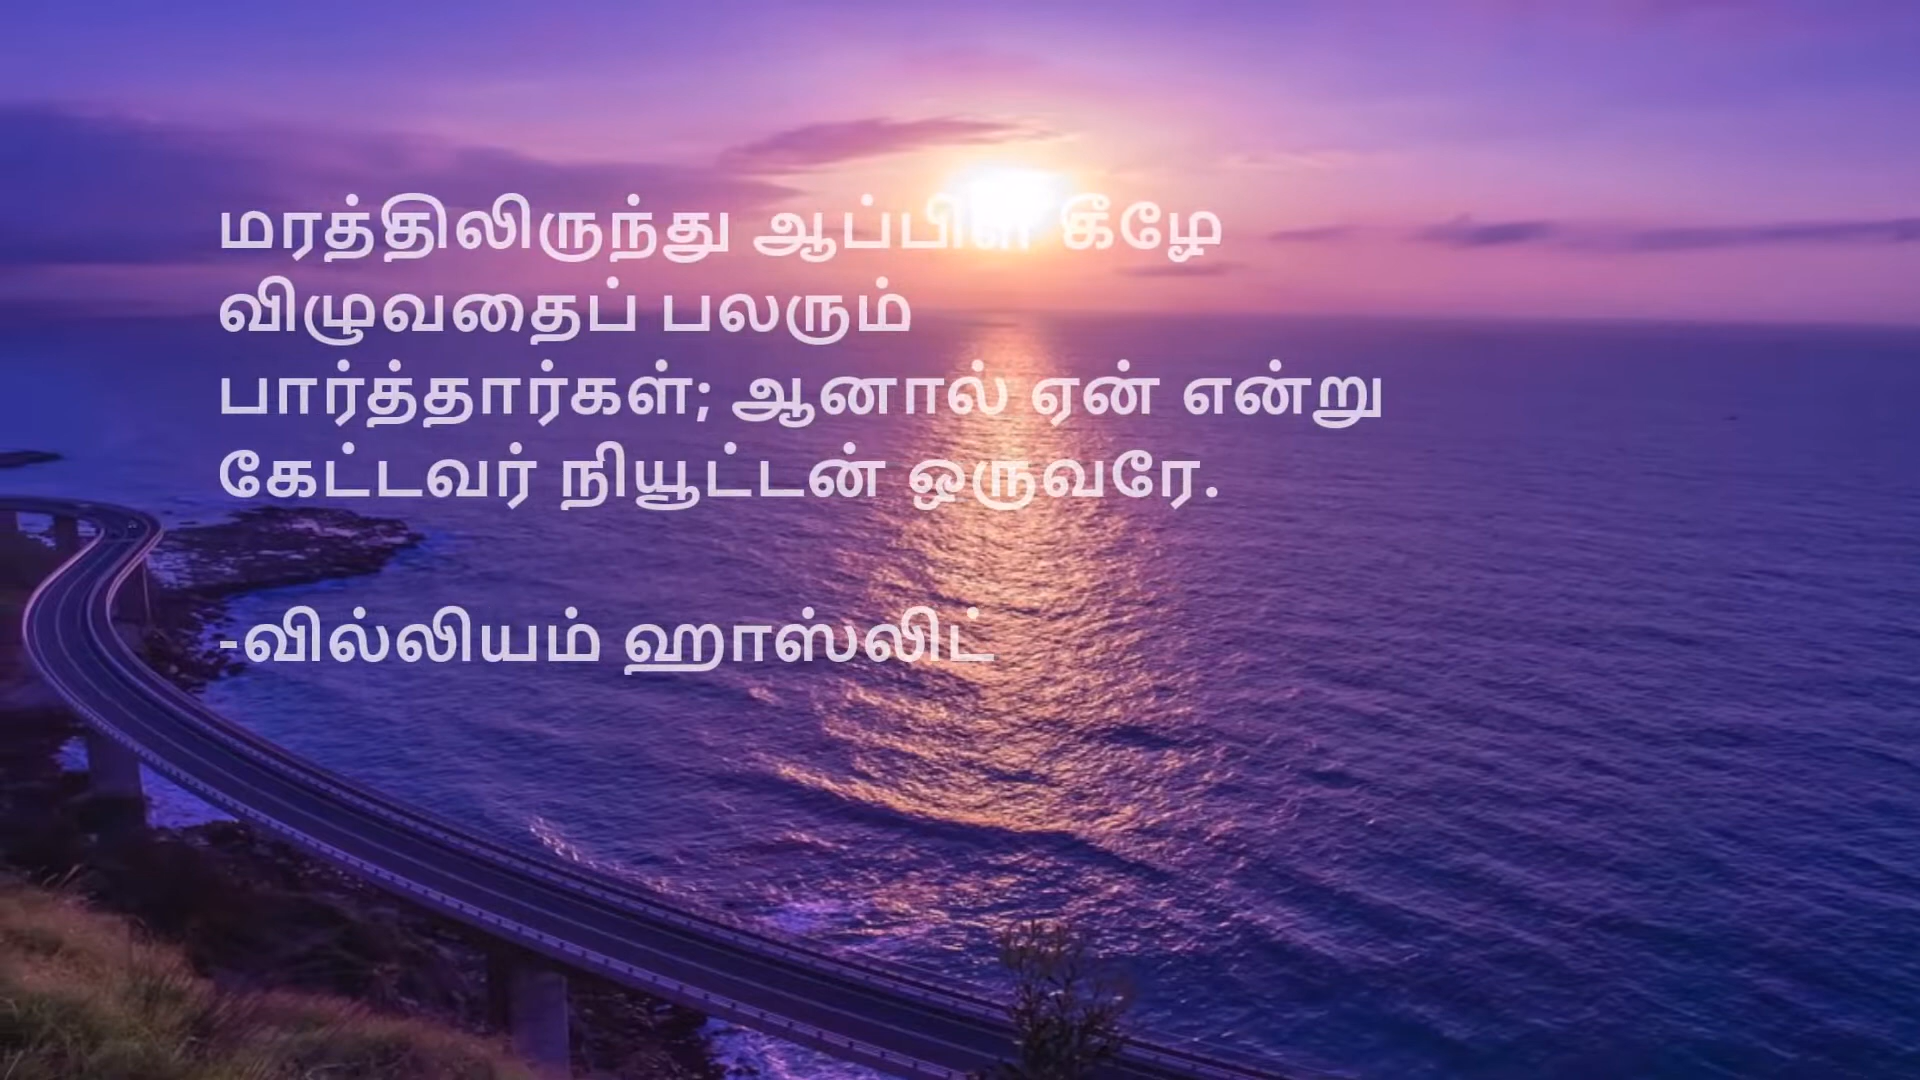 மரத்திலிருந்து ஆப்பிள் கீழே
விழுவதைப் பலரும்
பார்த்தார்கள்; ஆனால் ஏன் என்று
கேட்டவர் நியூட்டன் ஒருவரே.
-வில்லியம் ஹாஸ்லிட்